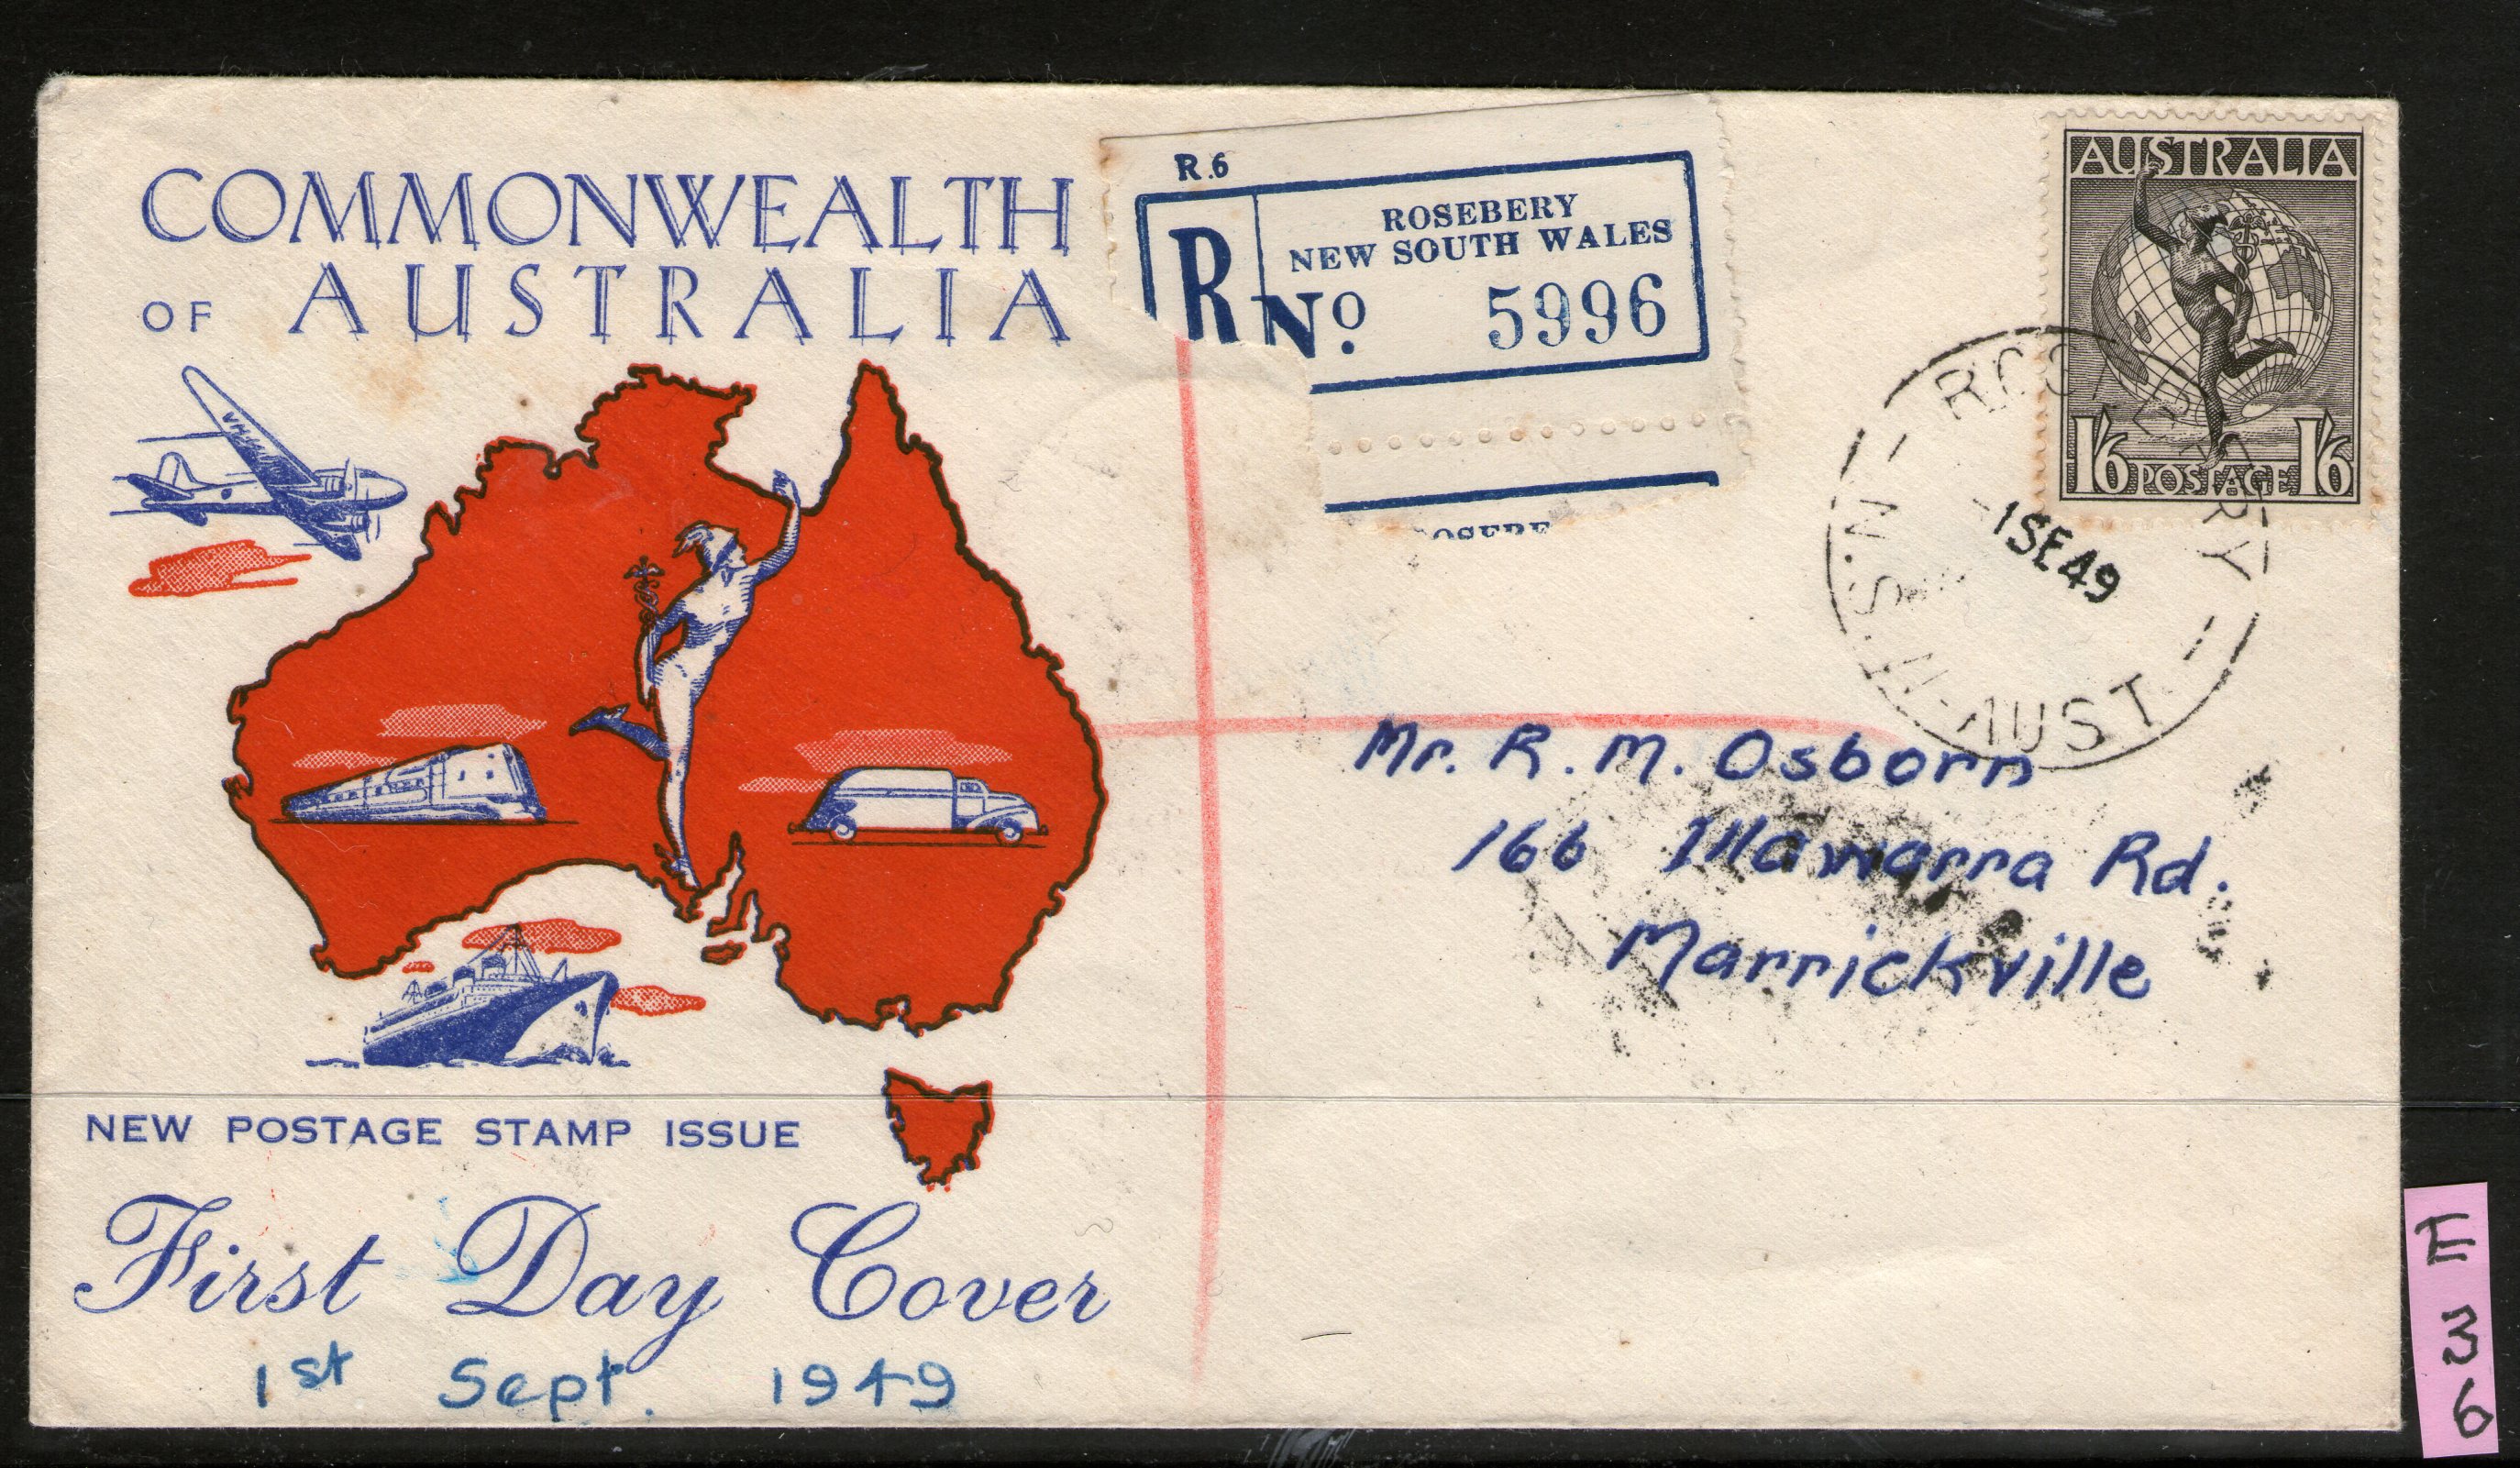 COMMONWEALTH
OF AUSTRALIA
R.6
ROSEBERY
NEW SOUTH WALES
R No. 5996
AUSTRALIA
1/6 POSTAGE 1/6
ROSEBERY
-1SE49
N.S.W-AUST
Mr. R. M. Osborn
166 Illawarra Rd.
Marrickville
NEW POSTAGE STAMP ISSUE
First Day Cover
1st Sept. 1949
E
3
6